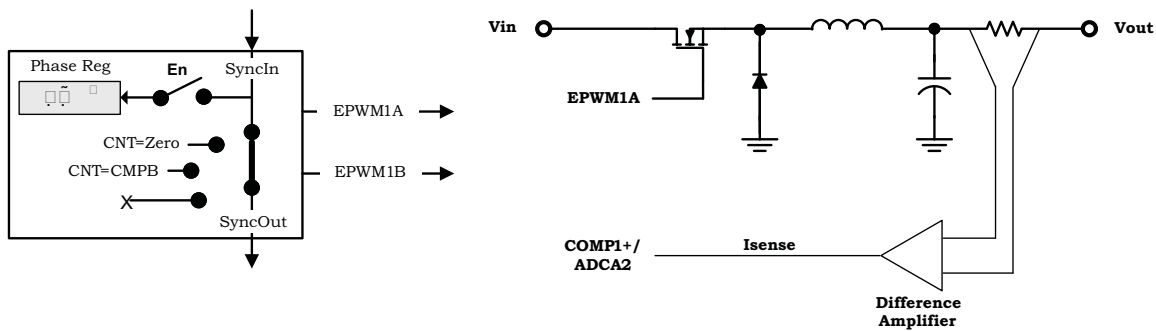 Phase Reg
En
SyncIn
CNT=Zero
CNT=CMPB
X
SyncOut
EPWM1A
EPWM1B
Vin
Vout
EPWM1A
COMP1+/
ADCA2
Isense
Difference
Amplifier